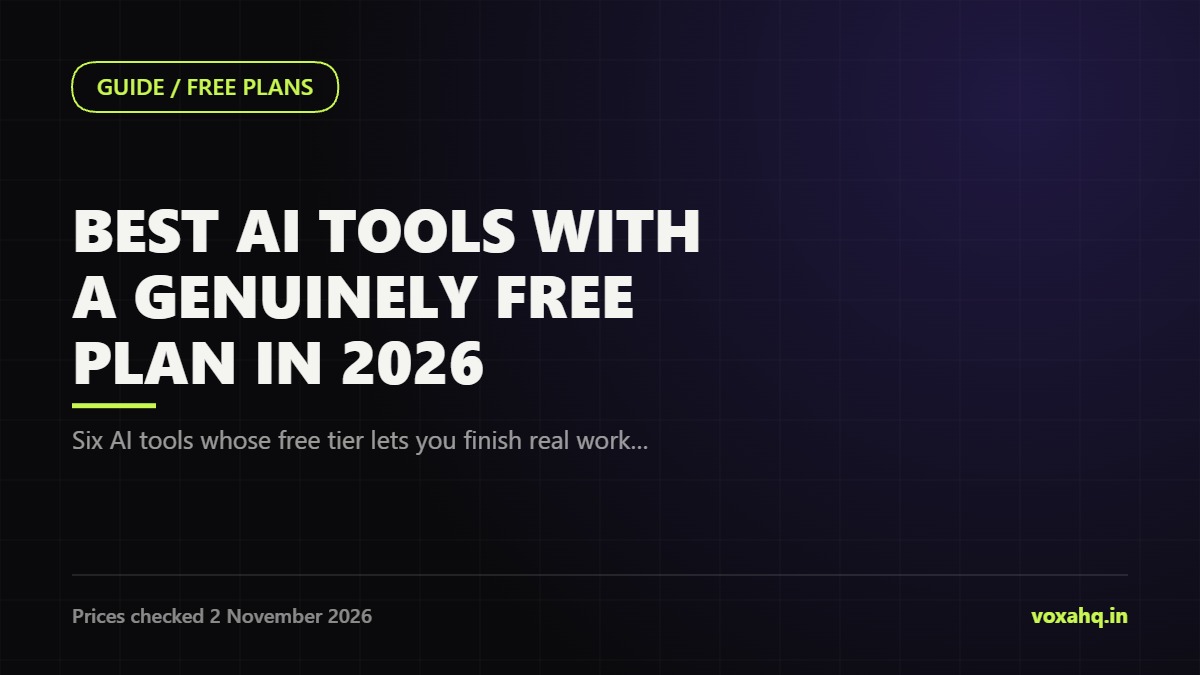 GUIDE / FREE PLANS
BEST AI TOOLS WITH
A GENUINELY FREE
PLAN IN 2026
Six AI tools whose free tier lets you finish real work...
Prices checked 2 November 2026
voxahq.in